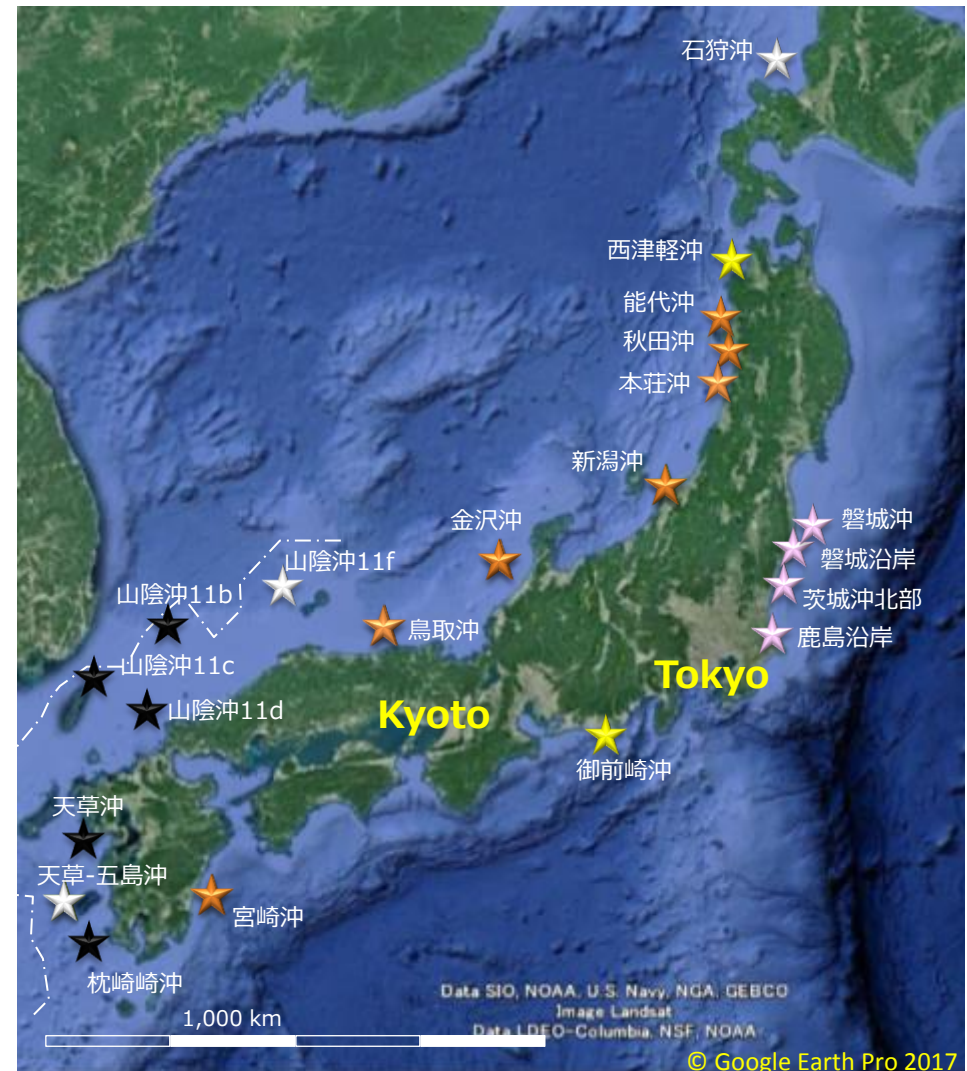 石狩沖
西津軽沖
能代沖
秋田沖
本荘沖
新潟沖
金沢沖
磐城沖
磐城沿岸
山陰沖11f
茨城沖北部
山陰沖11b
鳥取沖
鹿島沿岸
山陰沖11c
Tokyo
山陰沖11d
Kyoto
御前崎沖
天草沖
天草-五島沖
宮崎沖
枕崎崎沖
Data SIO, NOAA, U.S. Navy, NGA, GEBCO
Image Landsat
Data LDEO-Columbia, NSF, NOAA
1,000 km
© Google Earth Pro 2017